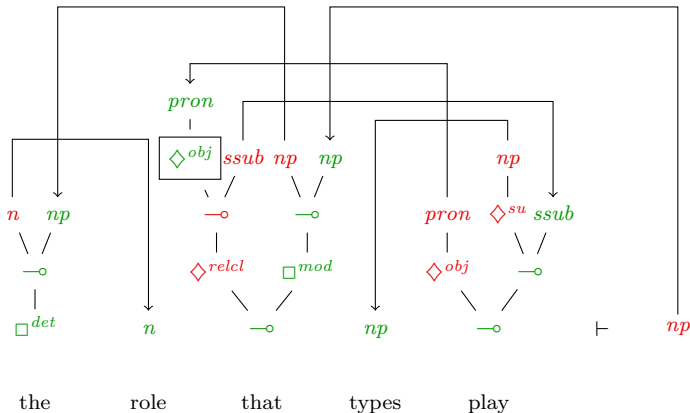 pron
◇obj ssub np np np
n np ⊸ ⊸ pron ◇su ssub
⊸ ◇relcl □mod ◇obj ⊸
□det n ⊸ np ⊸ ⊢ np
the role that types play